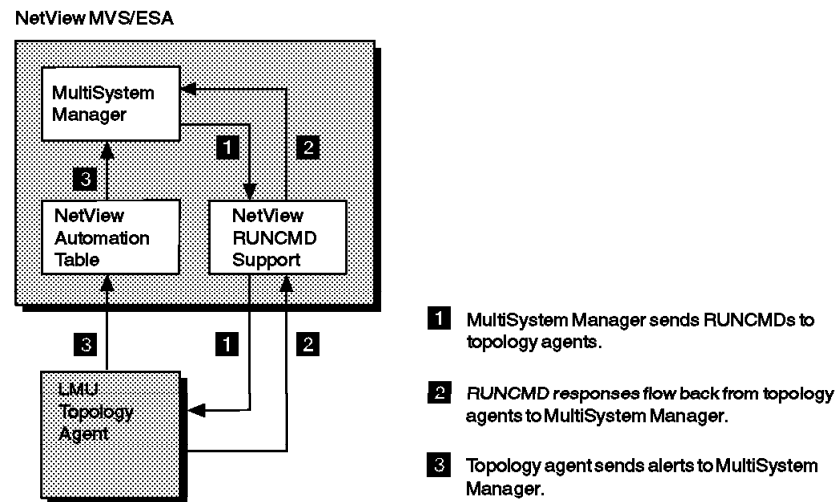 NetView MVS/ESA
MultiSystem
Manager
1
2
3
NetView
Automation
Table
NetView
RUNCMD
Support
3
1
2
LMU
Topology
Agent
1 MultiSystem Manager sends RUNCMDs to
topology agents.
2 RUNCMD responses flow back from topology
agents to MultiSystem Manager.
3 Topology agent sends alerts to MultiSystem
Manager.